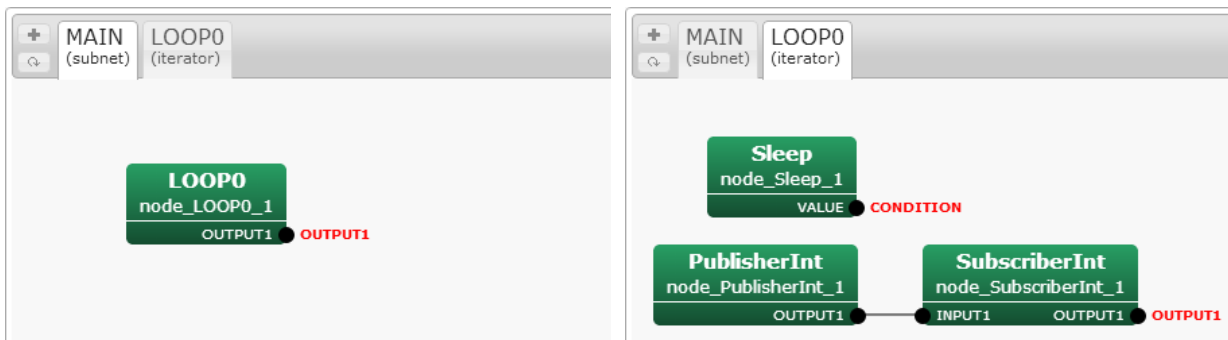 MAIN
(subnet)
LOOP0
(iterator)
LOOP0
node_LOOP0_1
OUTPUT1
OUTPUT1
MAIN
(subnet)
LOOP0
(iterator)
Sleep
node_Sleep_1
VALUE
CONDITION
PublisherInt
node_PublisherInt_1
OUTPUT1
SubscriberInt
node_SubscriberInt_1
INPUT1 OUTPUT1
OUTPUT1